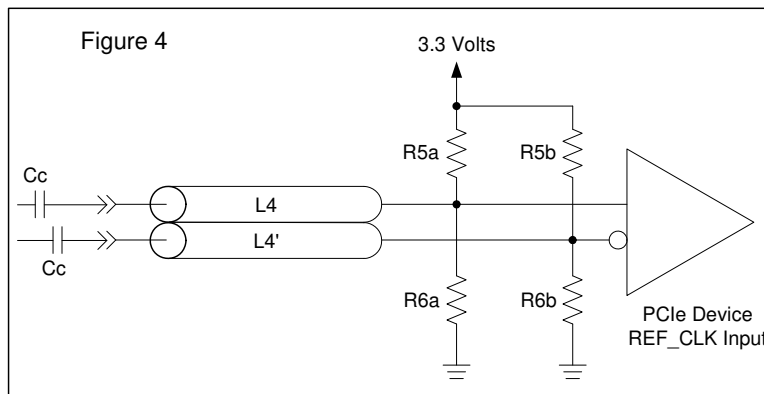 Figure 4
3.3 Volts
R5a
R5b
Cc
L4
L4'
Cc
R6a
R6b
PCIe Device
REF_CLK Input